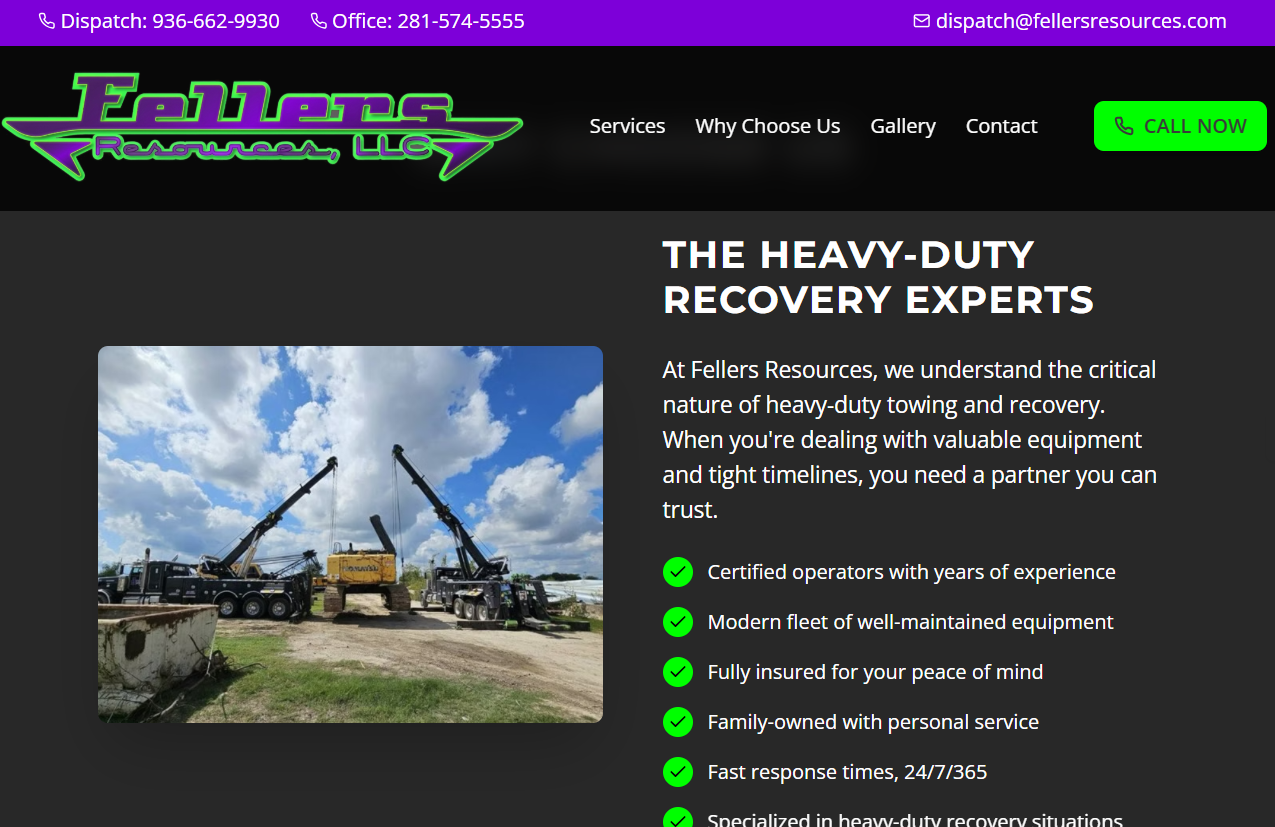 Dispatch: 936-662-9930 Office: 281-574-5555 dispatch@fellersresources.com
Fellers
Resources, LLC
Services Why Choose Us Gallery Contact CALL NOW
THE HEAVY-DUTY
RECOVERY EXPERTS
At Fellers Resources, we understand the critical
nature of heavy-duty towing and recovery.
When you're dealing with valuable equipment
and tight timelines, you need a partner you can
trust.
KOMATSU
Certified operators with years of experience
Modern fleet of well-maintained equipment
Fully insured for your peace of mind
Family-owned with personal service
Fast response times, 24/7/365
Specialized in heavy-duty recovery situations